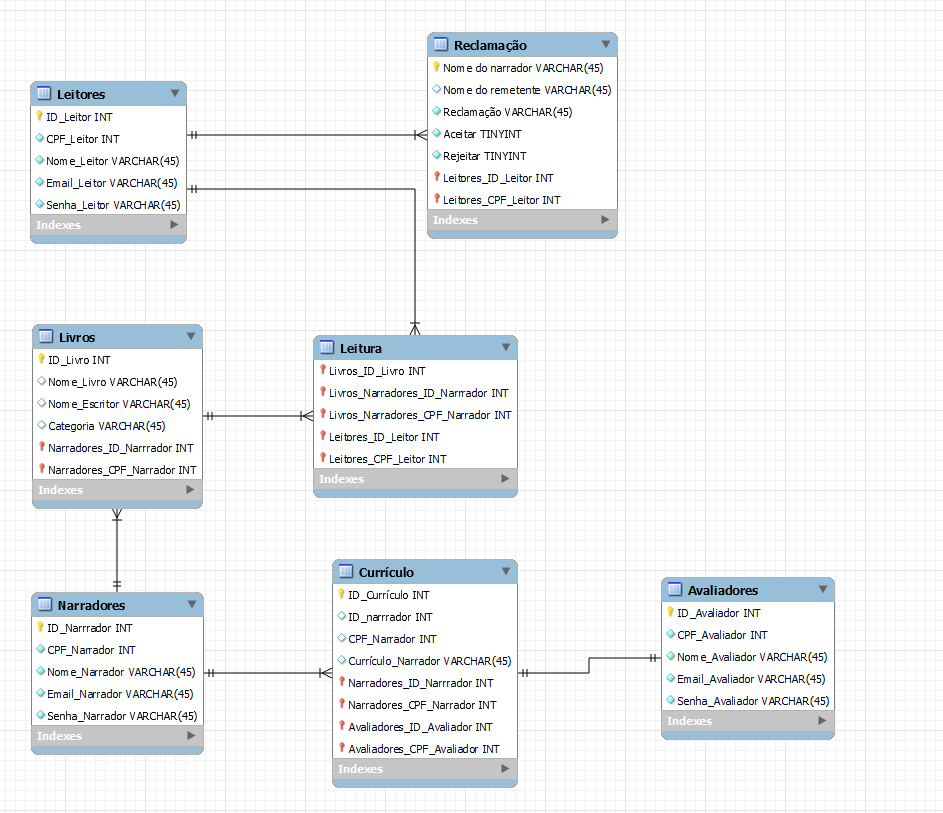 Reclamação
Nome do narrador VARCHAR(45)
Nome do remetente VARCHAR(45)
Reclamação VARCHAR(45)
Aceitar TINYINT
Rejeitar TINYINT
Leitores_ID_Leitor INT
Leitores_CPF_Leitor INT
Indexes
Leitores
ID_Leitor INT
CPF_Leitor INT
Nome_Leitor VARCHAR(45)
Email_Leitor VARCHAR(45)
Senha_Leitor VARCHAR(45)
Indexes
Livros
ID_Livro INT
Nome_Livro VARCHAR(45)
Nome_Escritor VARCHAR(45)
Categoria VARCHAR(45)
Narradores_ID_Narrrador INT
Narradores_CPF_Narrador INT
Indexes
Leitura
Livros_ID_Livro INT
Livros_Narradores_ID_Narrrador INT
Livros_Narradores_CPF_Narrador INT
Leitores_ID_Leitor INT
Leitores_CPF_Leitor INT
Indexes
Narradores
ID_Narrrador INT
CPF_Narrador INT
Nome_Narrador VARCHAR(45)
Email_Narrador VARCHAR(45)
Senha_Narrador VARCHAR(45)
Indexes
Currículo
ID_Currículo INT
ID_narrrador INT
CPF_Narrador INT
Currículo_Narrador VARCHAR(45)
Narradores_ID_Narrrador INT
Narradores_CPF_Narrador INT
Avaliadores_ID_Avaliador INT
Avaliadores_CPF_Avaliador INT
Indexes
Avaliadores
ID_Avaliador INT
CPF_Avaliador INT
Nome_Avaliador VARCHAR(45)
Email_Avaliador VARCHAR(45)
Senha_Avaliador VARCHAR(45)
Indexes